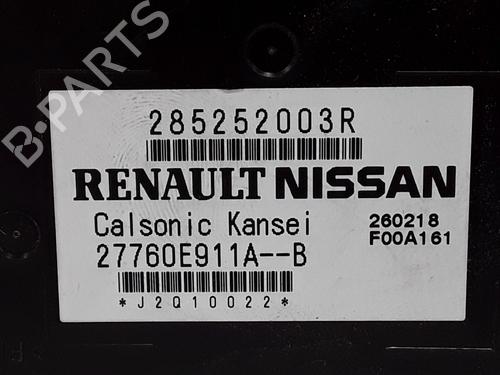 B-PARTS
285252003R
RENAULT NISSAN
Calsonic Kansei 260218
27760E911A--B F00A161
*J2Q10022*